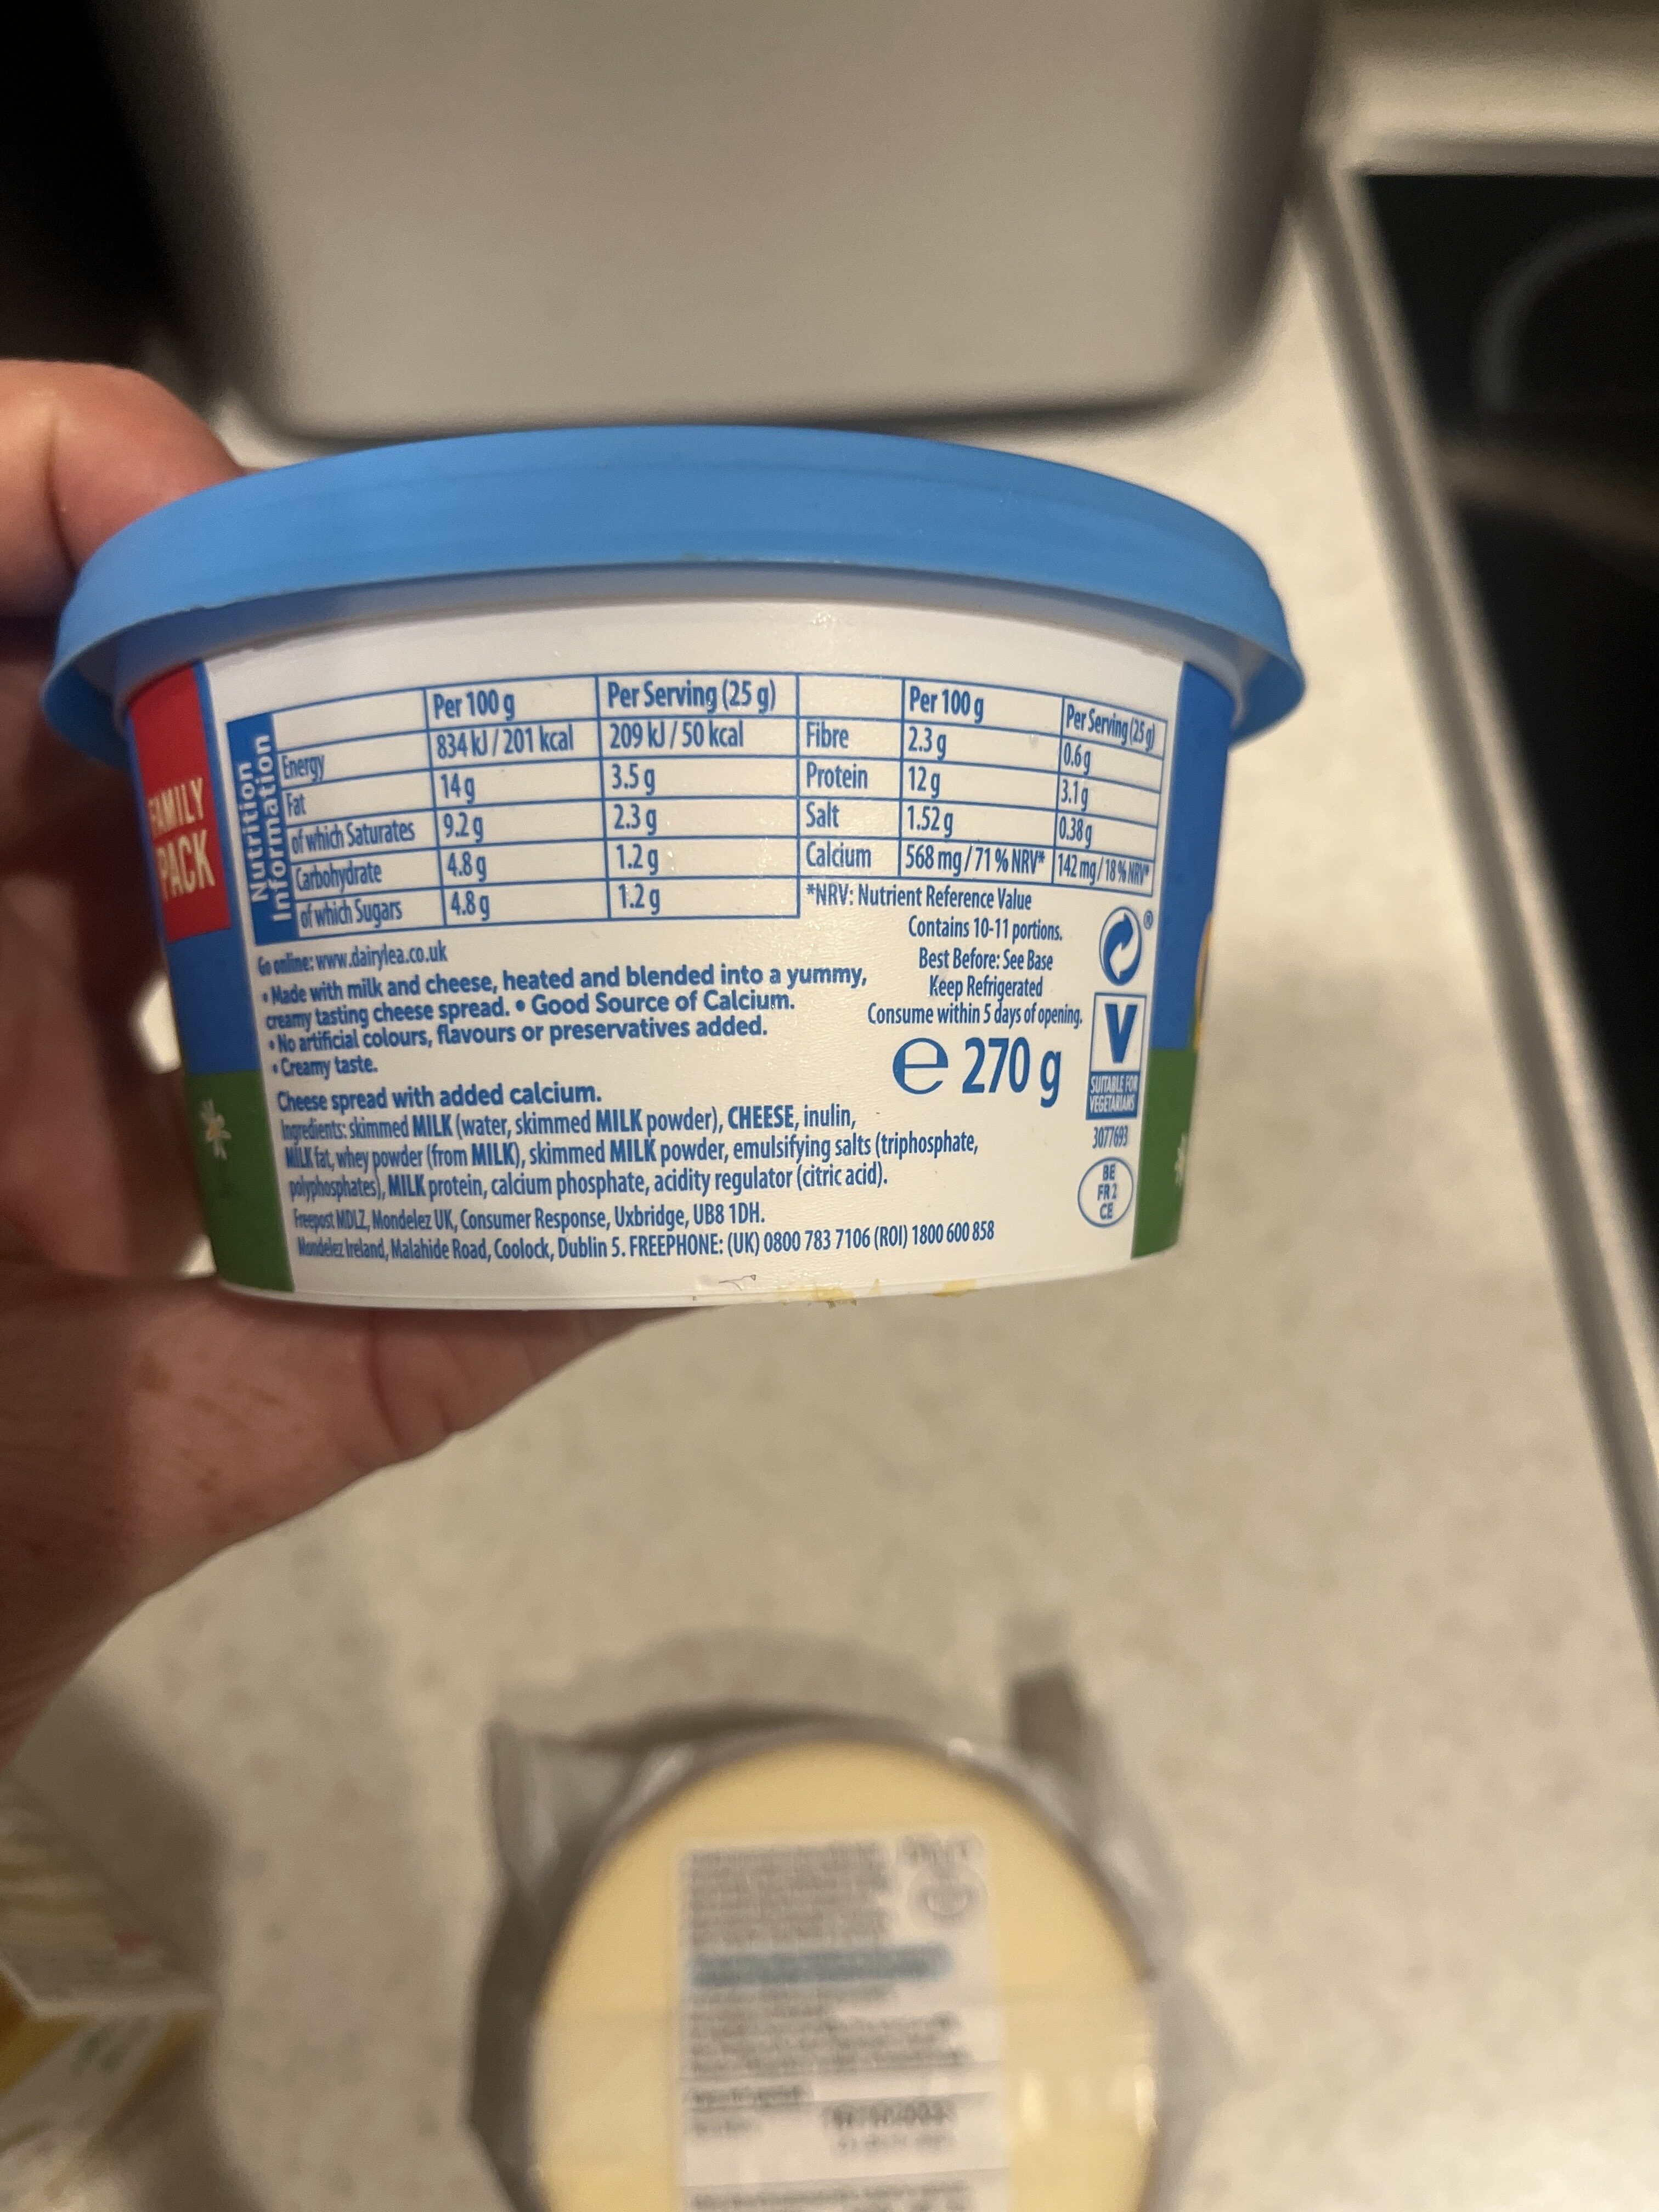 FAMILY
PACK
Nutrition
Information
Per 100 g Per Serving (25 g) Per 100 g Per Serving (25 g)
Energy 834 kJ / 201 kcal 209 kJ / 50 kcal Fibre 2.3 g 0.6 g
Fat 14 g 3.5 g Protein 12 g 3.1 g
of which Saturates 9.2 g 2.3 g Salt 1.52 g 0.38 g
Carbohydrate 4.8 g 1.2 g Calcium 568 mg / 71 % NRV* 142 mg / 18 % NRV*
of which Sugars 4.8 g 1.2 g *NRV: Nutrient Reference Value
Go online: www.dairylea.co.uk
• Made with milk and cheese, heated and blended into a yummy,
creamy tasting cheese spread. • Good Source of Calcium.
• No artificial colours, flavours or preservatives added.
• Creamy taste.
Contains 10-11 portions.
Best Before: See Base
Keep Refrigerated
Consume within 5 days of opening.
℮ 270 g
®
V
SUITABLE FOR
VEGETARIANS
3077693
BE
FR 2
CE
Cheese spread with added calcium.
Ingredients: skimmed MILK (water, skimmed MILK powder), CHEESE, inulin,
MILK fat, whey powder (from MILK), skimmed MILK powder, emulsifying salts (triphosphate,
polyphosphates), MILK protein, calcium phosphate, acidity regulator (citric acid).
Freepost MDLZ, Mondelez UK, Consumer Response, Uxbridge, UB8 1DH.
Mondelez Ireland, Malahide Road, Coolock, Dublin 5. FREEPHONE: (UK) 0800 783 7106 (ROI) 1800 600 858